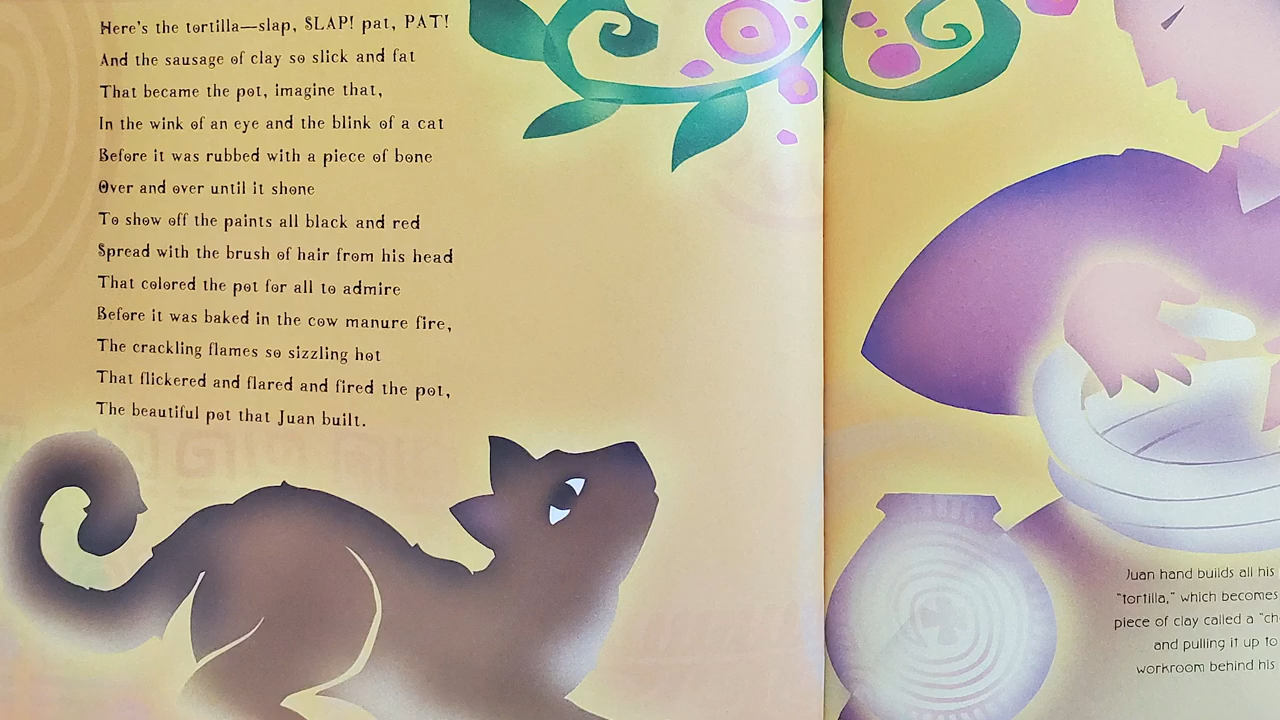 Here's the tortilla—slap, SLAP! pat, PAT!
And the sausage of clay so slick and fat
That became the pot, imagine that,
In the wink of an eye and the blink of a cat
Before it was rubbed with a piece of bone
Over and over until it shone
To show off the paints all black and red
Spread with the brush of hair from his head
That colored the pot for all to admire
Before it was baked in the cow manure fire,
The crackling flames so sizzling hot
That flickered and flared and fired the pot,
The beautiful pot that Juan built.
Juan hand builds all his
"tortilla," which becomes
piece of clay called a "ch
and pulling it up to
workroom behind his